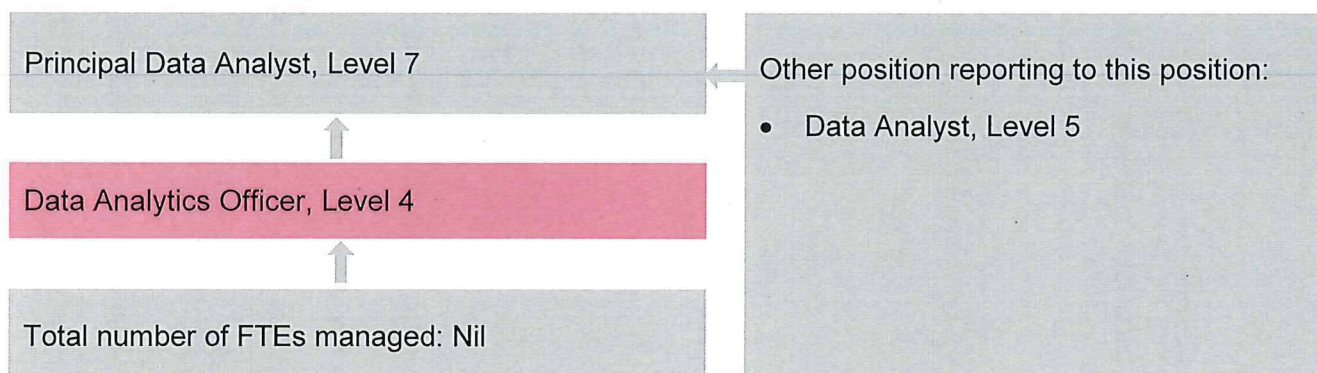 Principal Data Analyst, Level 7
Data Analytics Officer, Level 4
Total number of FTEs managed: Nil
Other position reporting to this position:
• Data Analyst, Level 5